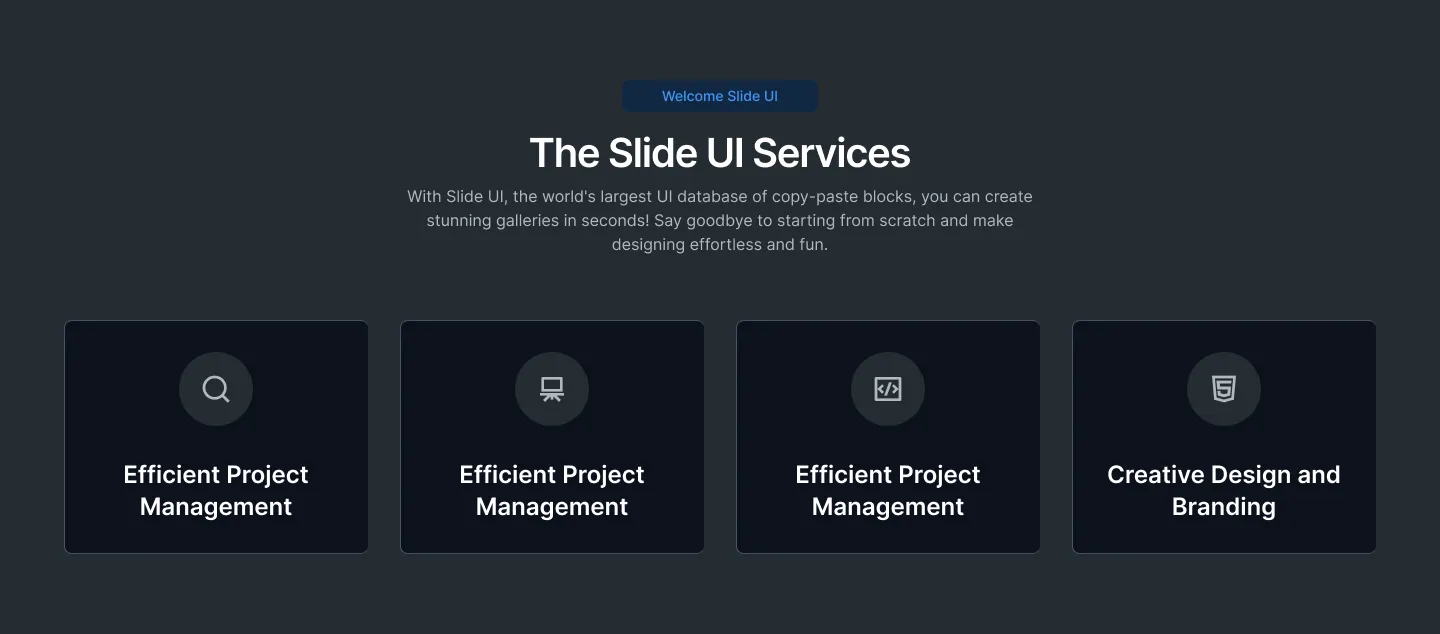 Welcome Slide UI
The Slide UI Services
With Slide UI, the world's largest UI database of copy-paste blocks, you can create
stunning galleries in seconds! Say goodbye to starting from scratch and make
designing effortless and fun.
Efficient Project
Management
Efficient Project
Management
Efficient Project
Management
Creative Design and
Branding